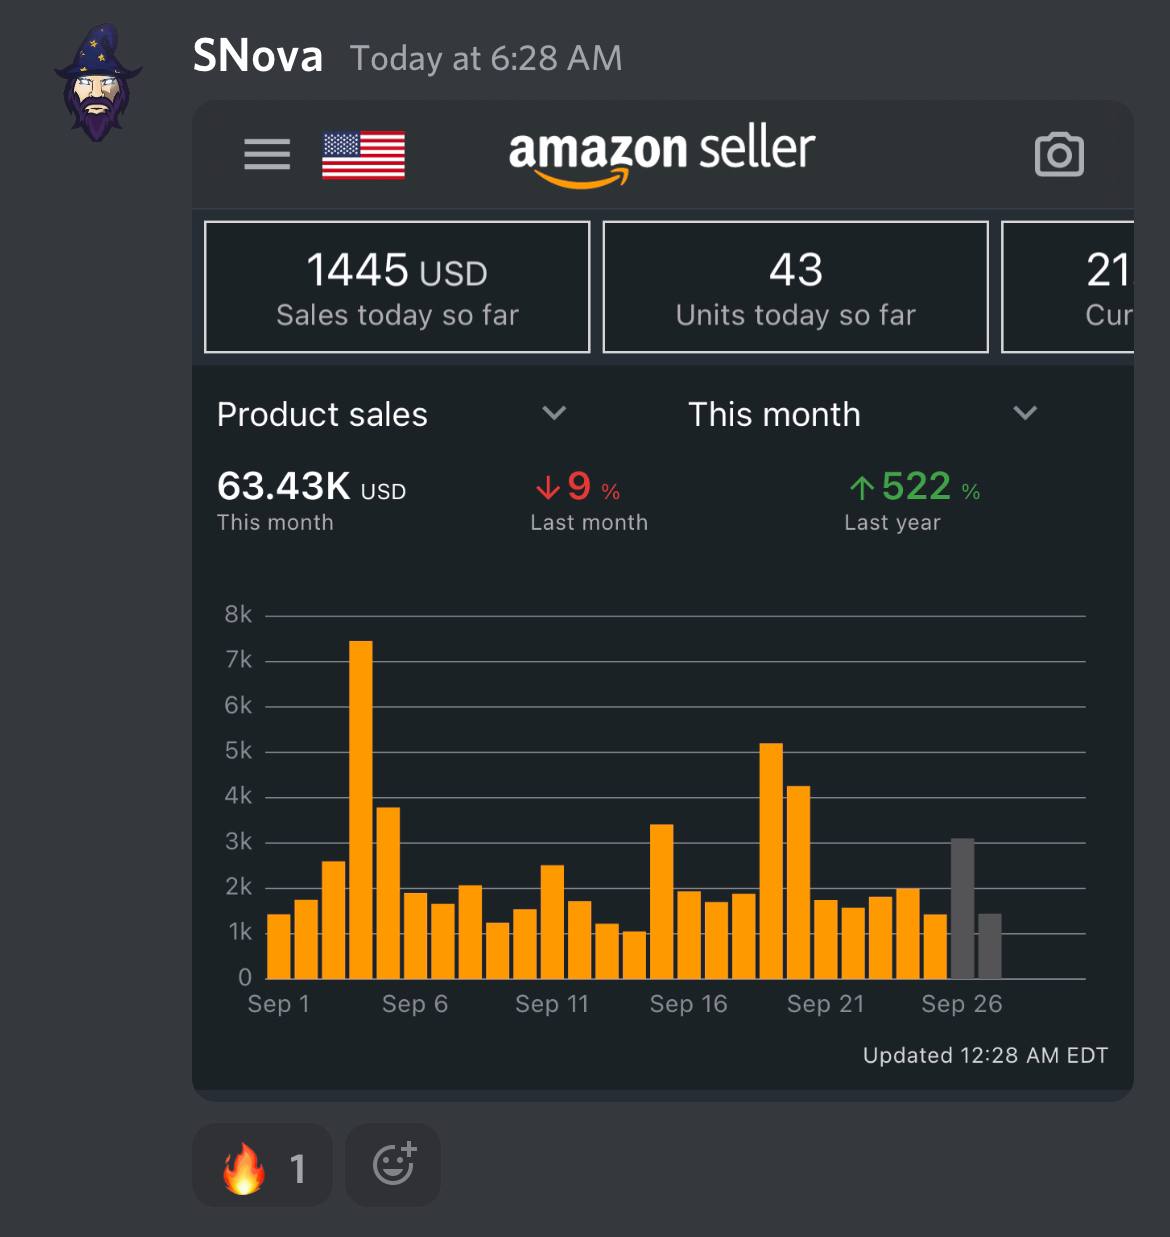 SNova Today at 6:28 AM
amazon seller
1445 USD
Sales today so far
43
Units today so far
21
Cur
Product sales
This month
63.43K USD
This month
↓9 %
Last month
↑522 %
Last year
8k
7k
6k
5k
4k
3k
2k
1k
0
Sep 1 Sep 6 Sep 11 Sep 16 Sep 21 Sep 26
Updated 12:28 AM EDT
🔥 1